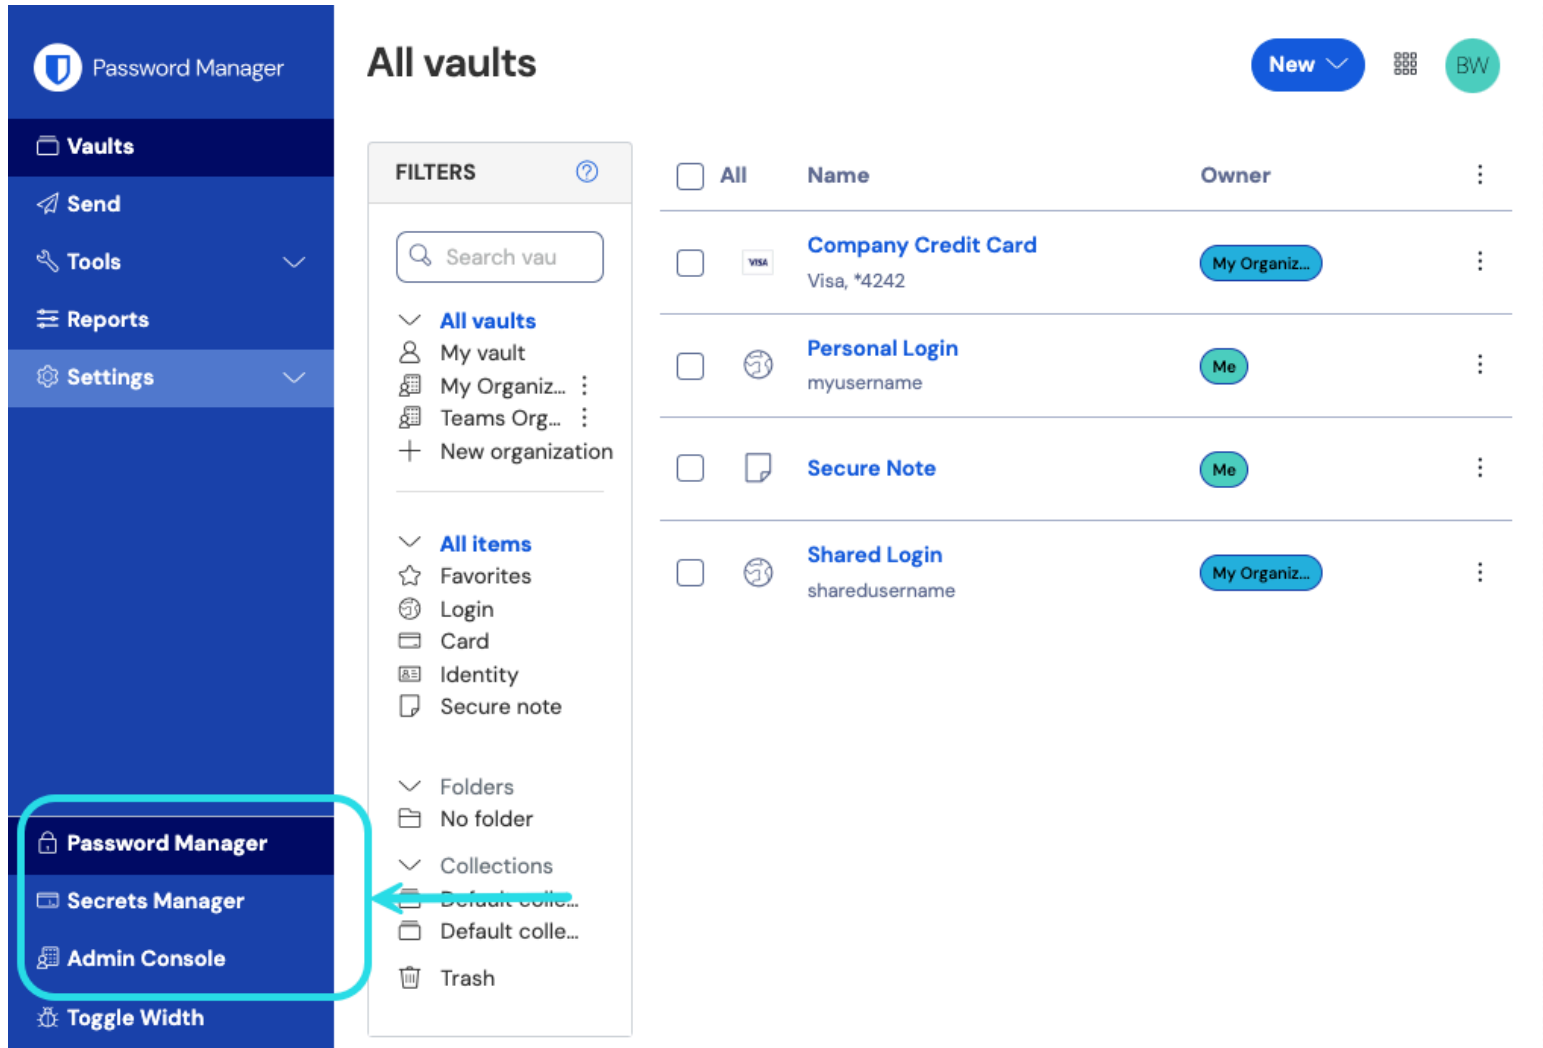 Password Manager
Vaults
Send
Tools
Reports
Settings
Password Manager
Secrets Manager
Admin Console
Toggle Width
All vaults
New
BW
FILTERS
Search vau
All vaults
My vault
My Organiz...
Teams Org...
New organization
All items
Favorites
Login
Card
Identity
Secure note
Folders
No folder
Collections
Default colle...
Default colle...
Trash
All Name Owner
VISA
Company Credit Card
Visa, *4242
My Organiz...
Personal Login
myusername
Me
Secure Note
Me
Shared Login
sharedusername
My Organiz...